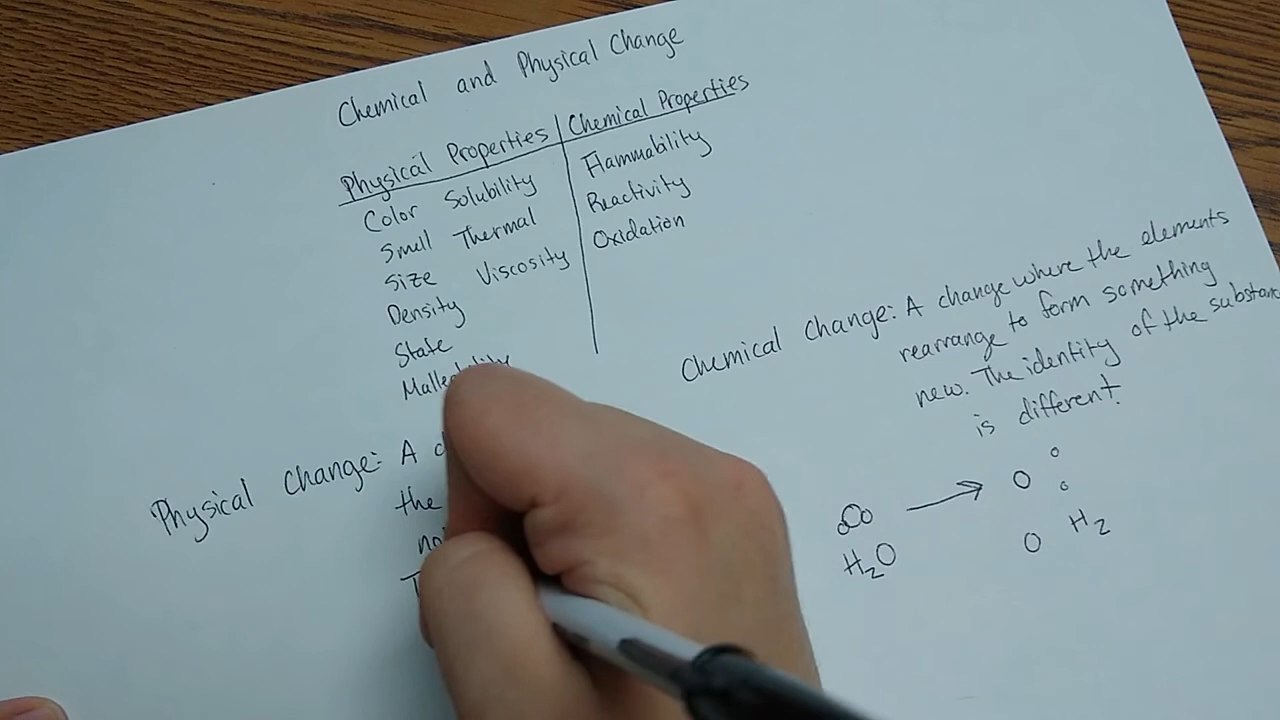 Chemical and Physical Change
Physical Properties Chemical Properties
Color Solubility Flammability
Smell Thermal Reactivity
Size Viscosity Oxidation
Density
State
Chemical Change: A change where the elements
rearrange to form something
new. The identity of the
is different.
Physical Change: A
the
H2O O H2